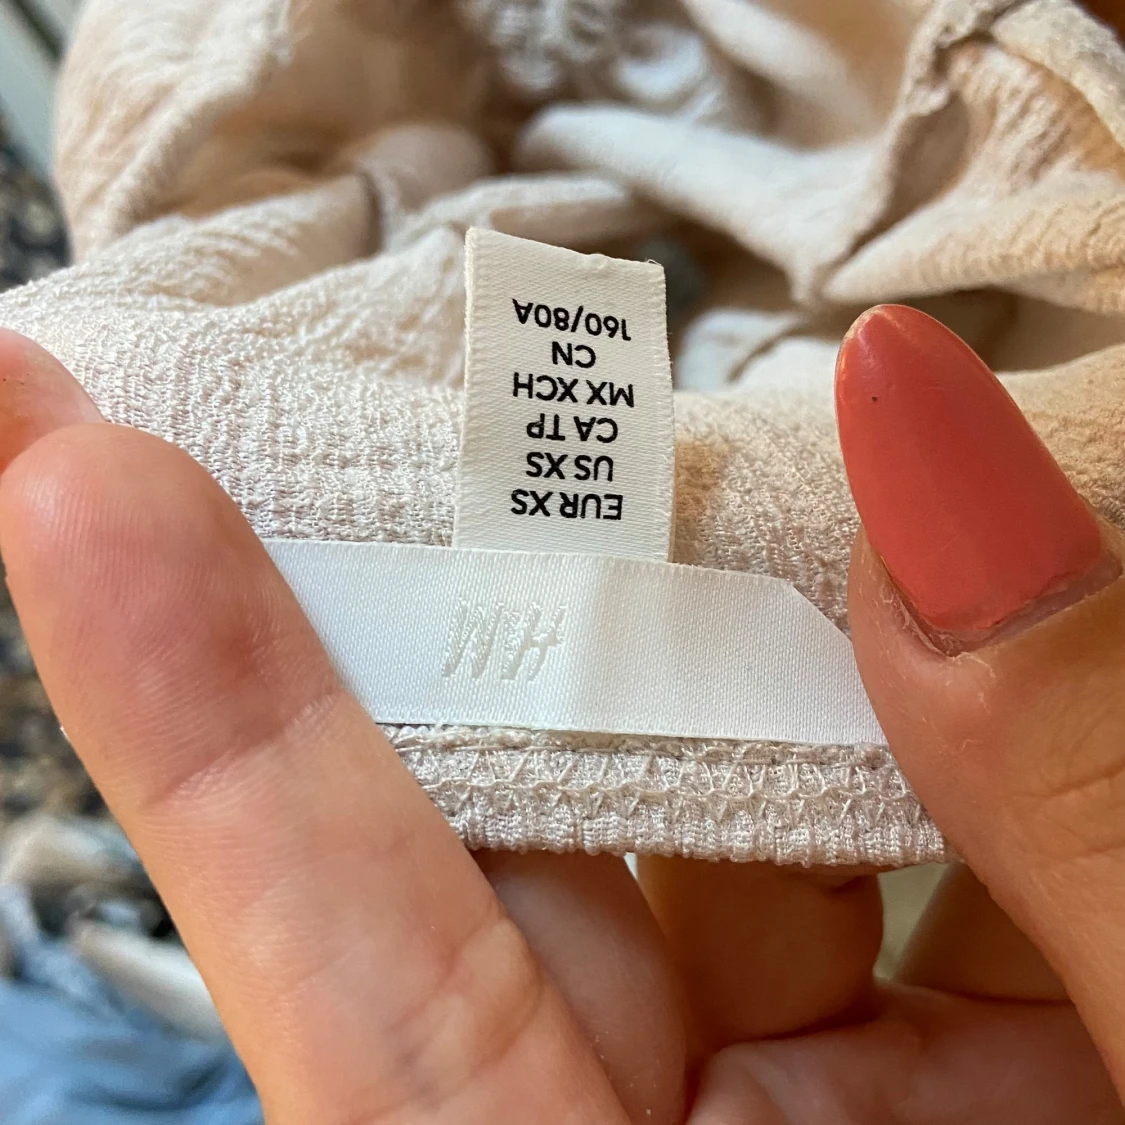 EUR XS
US XS
CA TP
MX XCH
CN
160/80A
H&M